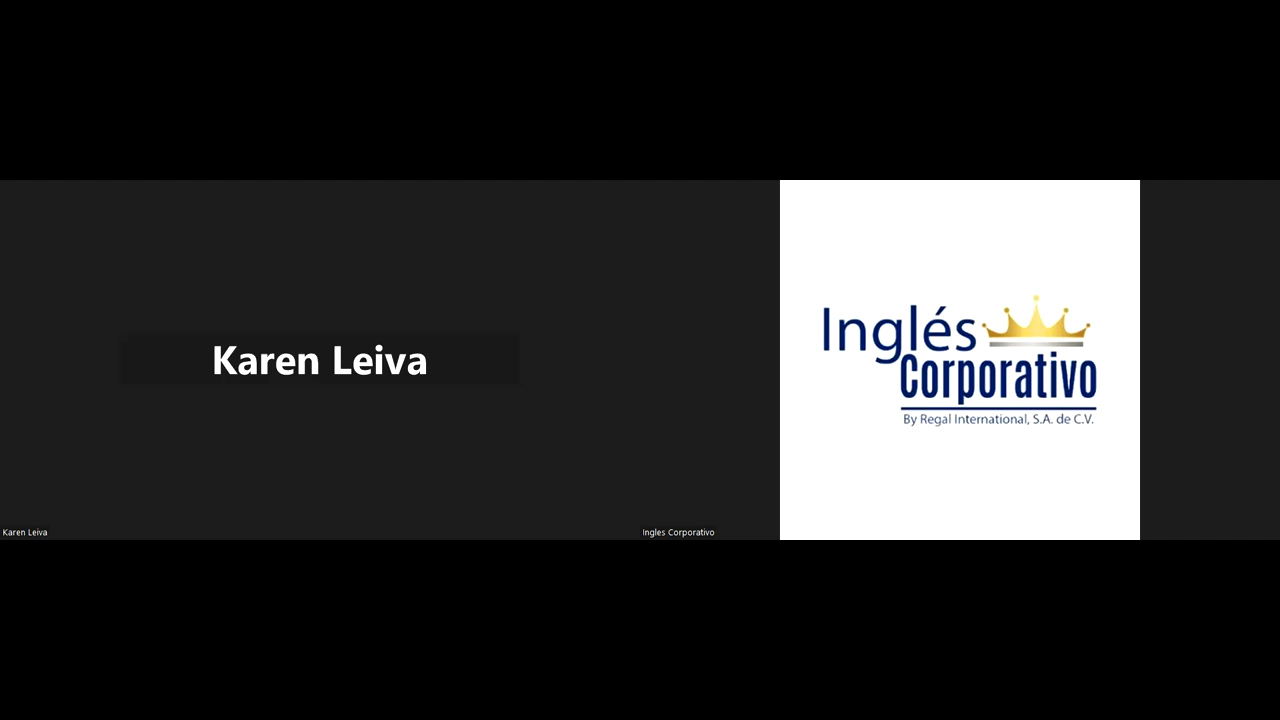 Karen Leiva
Inglés
Corporativo
By Regal International, S.A. de C.V.
Karen Leiva
Ingles Corporativo